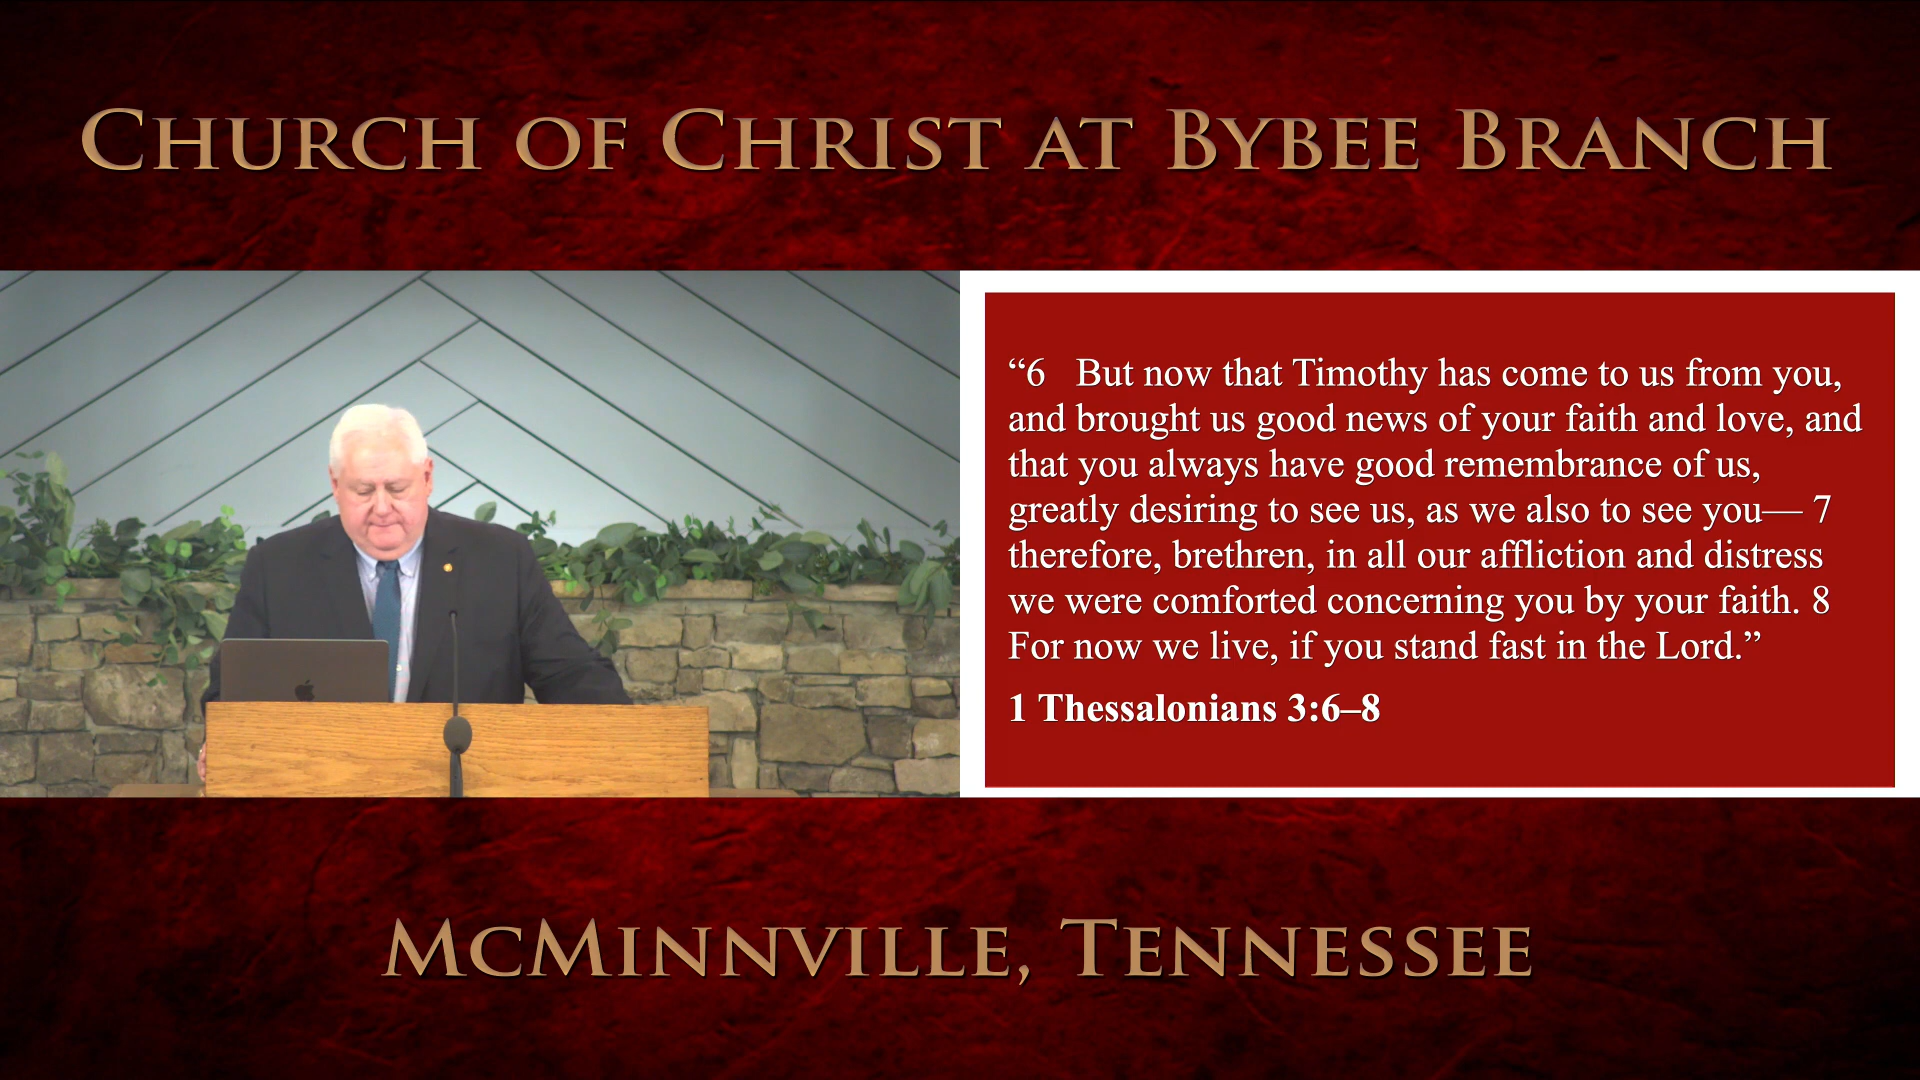 Church of Christ at Bybee Branch
“6 But now that Timothy has come to us from you,
and brought us good news of your faith and love, and
that you always have good remembrance of us,
greatly desiring to see us, as we also to see you— 7
therefore, brethren, in all our affliction and distress
we were comforted concerning you by your faith. 8
For now we live, if you stand fast in the Lord.”
1 Thessalonians 3:6–8
McMinnville, Tennessee